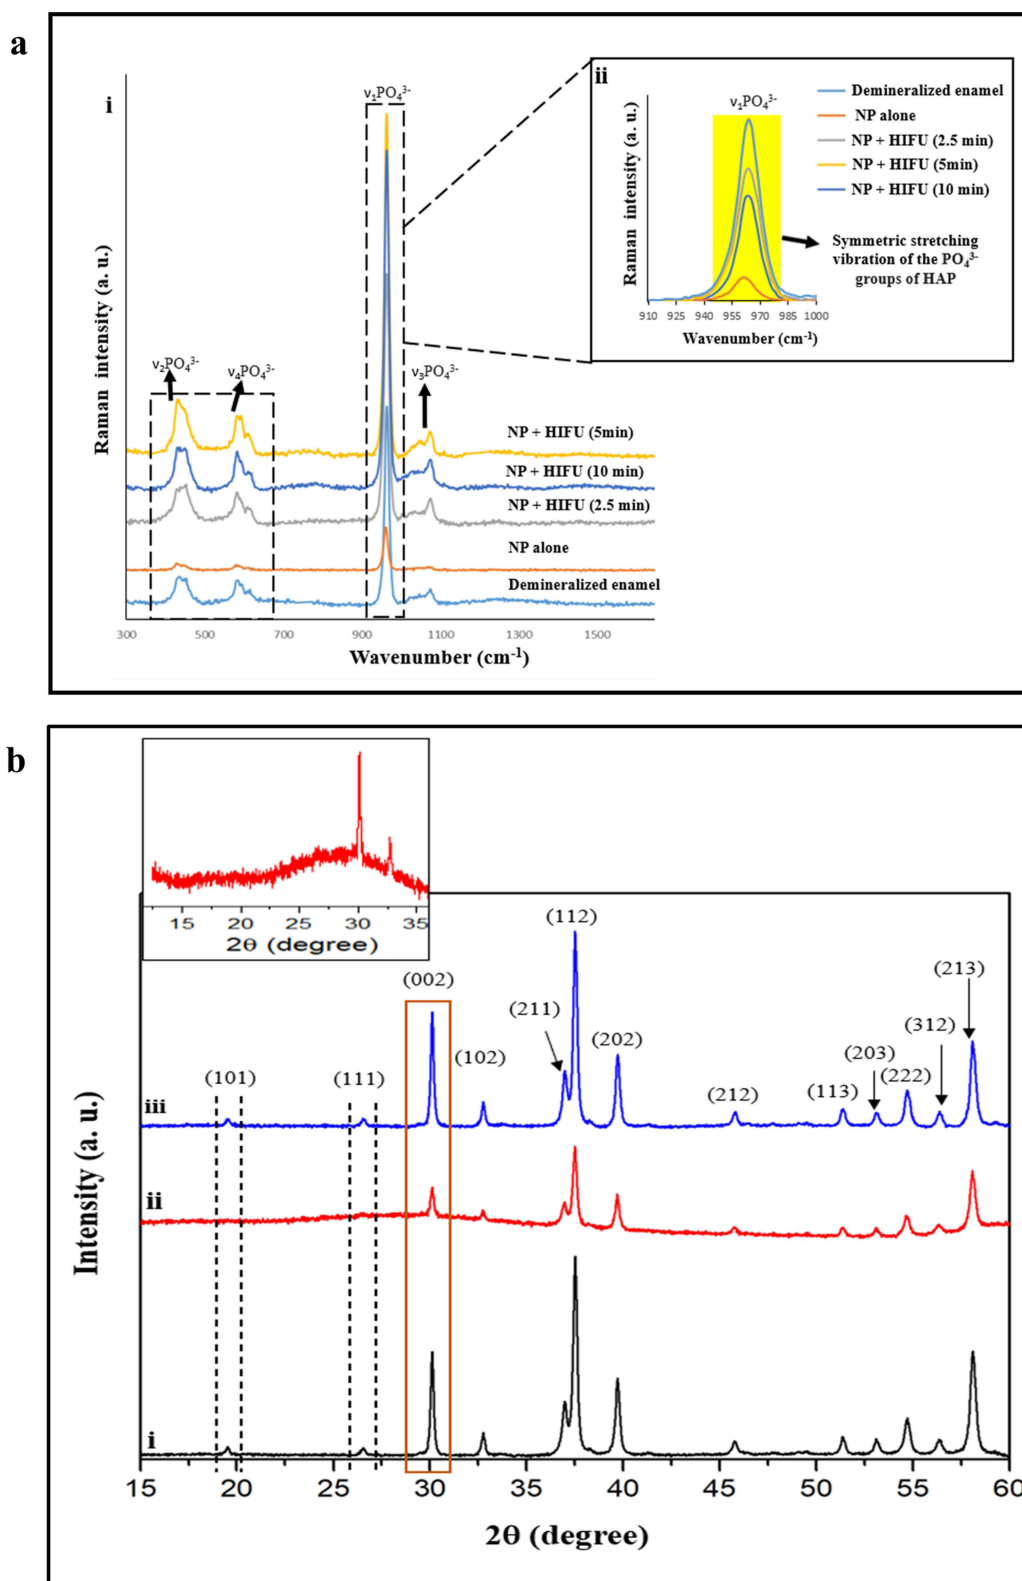 a
i
ν₁PO₄³⁻
ν₂PO₄³⁻
ν₄PO₄³⁻
ν₃PO₄³⁻
Raman intensity (a. u.)
NP + HIFU (5min)
NP + HIFU (10 min)
NP + HIFU (2.5 min)
NP alone
Demineralized enamel
300 500 700 900 1100 1300 1500
Wavenumber (cm⁻¹)
ii
ν₁PO₄³⁻
Raman intensity (a. u.)
910 925 940 955 970 985 1000
Wavenumber (cm⁻¹)
Demineralized enamel
NP alone
NP + HIFU (2.5 min)
NP + HIFU (5min)
NP + HIFU (10 min)
Symmetric stretching
vibration of the PO₄³⁻
groups of HAP
b
15 20 25 30 35
2θ (degree)
(101)
(111)
(002)
(102)
(211)
(112)
(202)
(212)
(113)
(203)
(222)
(312)
(213)
iii
ii
i
Intensity (a. u.)
15 20 25 30 35 40 45 50 55 60
2θ (degree)